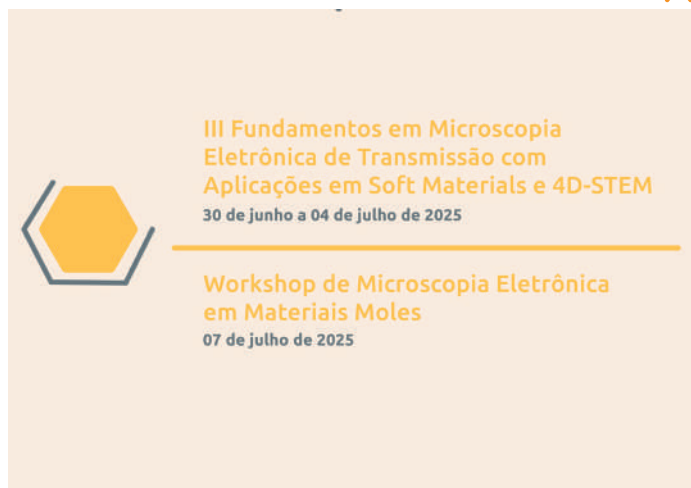 III Fundamentos em Microscopia
Eletrônica de Transmissão com
Aplicações em Soft Materials e 4D-STEM
30 de junho a 04 de julho de 2025
Workshop de Microscopia Eletrônica
em Materiais Moles
07 de julho de 2025